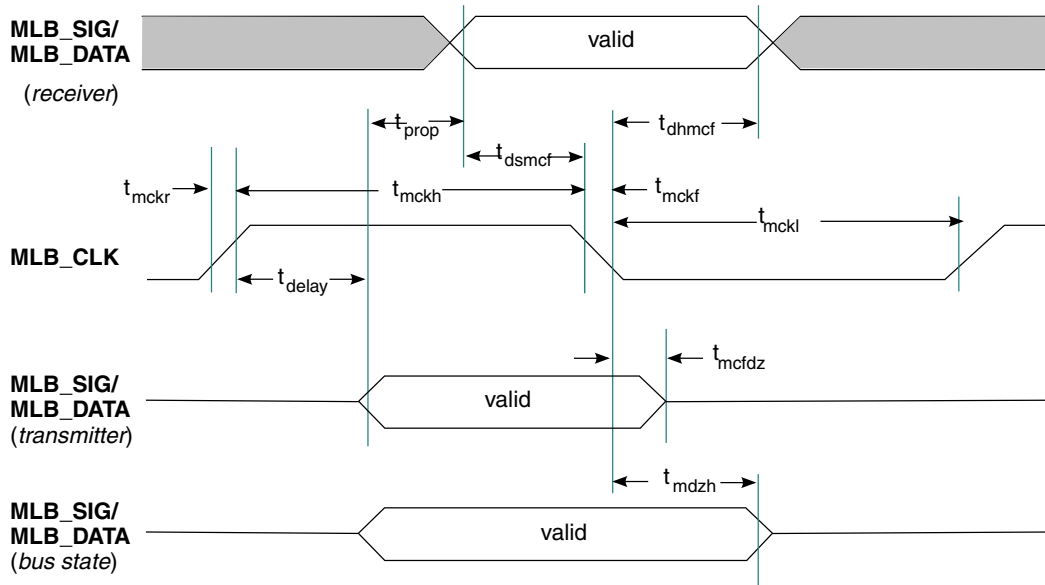 MLB_SIG/
MLB_DATA
(receiver)
valid
tprop
tdhmcf
tdsmcf
tmckr
tmckh
tmckf
tmckl
MLB_CLK
tdelay
tmcfdz
MLB_SIG/
MLB_DATA
(transmitter)
valid
tmdzh
MLB_SIG/
MLB_DATA
(bus state)
valid